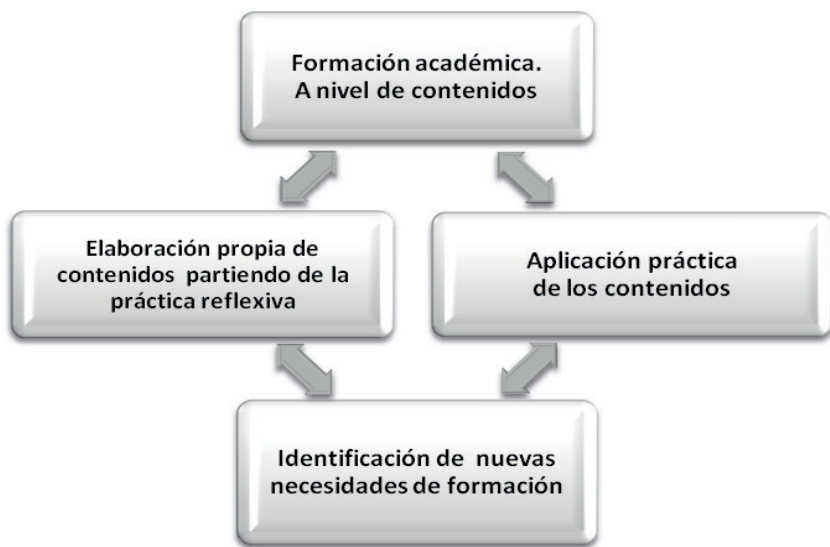 Formación académica.
A nivel de contenidos
Elaboración propia de
contenidos partiendo de la
práctica reflexiva
Aplicación práctica
de los contenidos
Identificación de nuevas
necesidades de formación